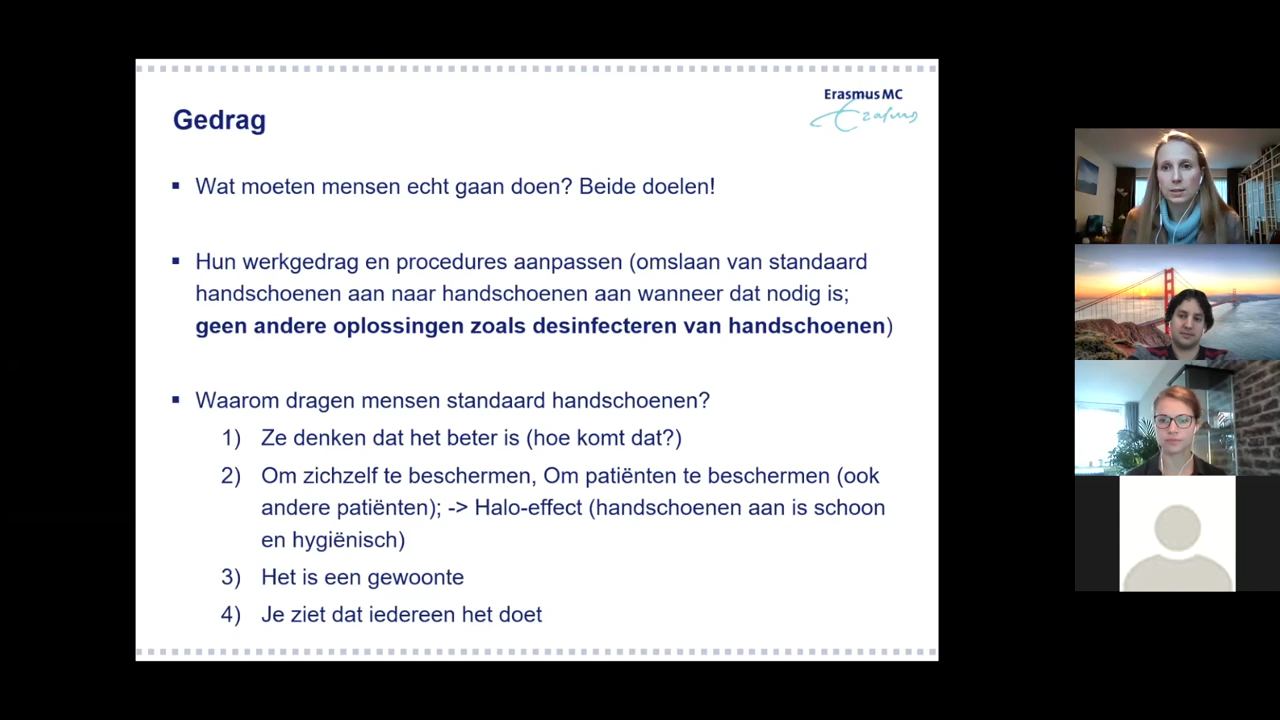 Erasmus MC
Erasmus
Gedrag
▪ Wat moeten mensen echt gaan doen? Beide doelen!
▪ Hun werkgedrag en procedures aanpassen (omslaan van standaard
handschoenen aan naar handschoenen aan wanneer dat nodig is;
geen andere oplossingen zoals desinfecteren van handschoenen)
▪ Waarom dragen mensen standaard handschoenen?
1) Ze denken dat het beter is (hoe komt dat?)
2) Om zichzelf te beschermen, Om patiënten te beschermen (ook
andere patiënten); -> Halo-effect (handschoenen aan is schoon
en hygiënisch)
3) Het is een gewoonte
4) Je ziet dat iedereen het doet